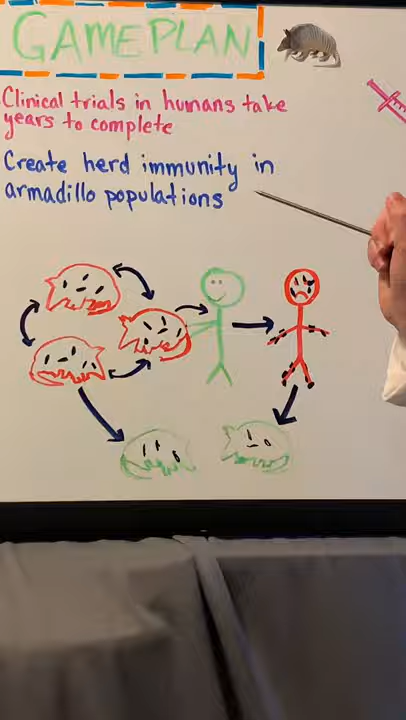 GAMEPLAN
Clinical trials in humans take
years to complete
Create herd immunity in
armadillo populations